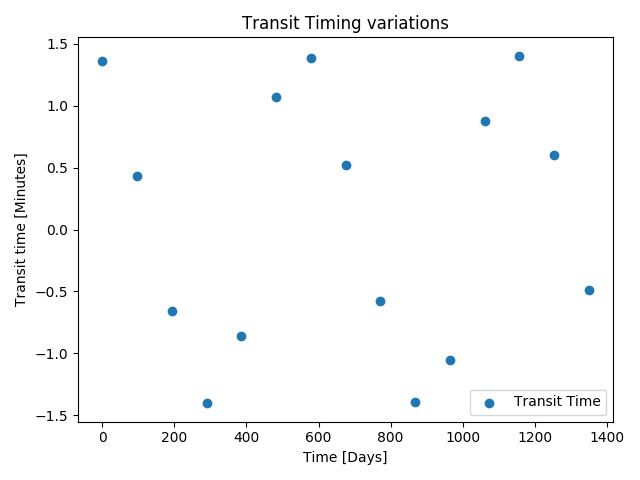 Transit Timing variations
1.5
1.0
0.5
0.0
−0.5
−1.0
−1.5
Transit time [Minutes]
Transit Time
0 200 400 600 800 1000 1200 1400
Time [Days]